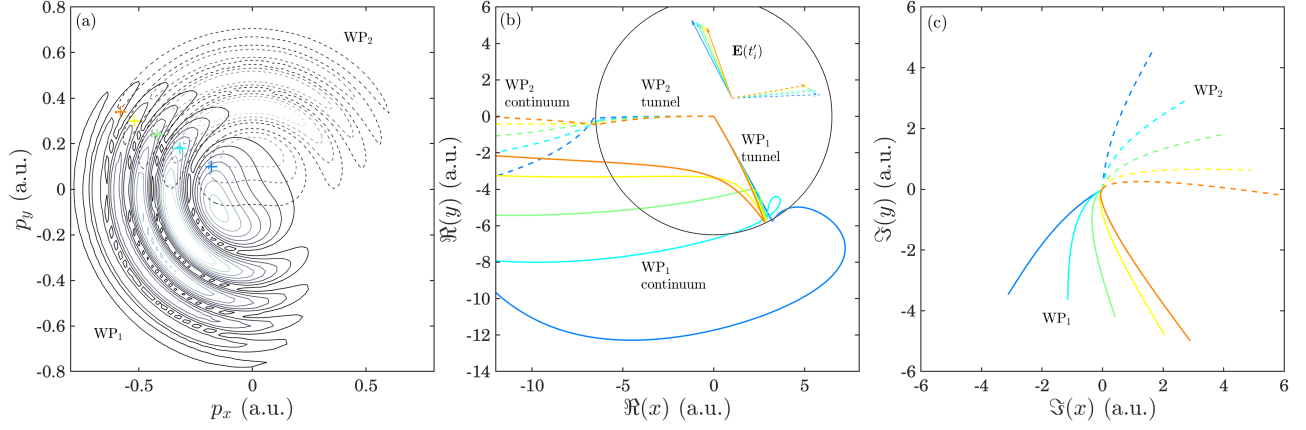 (a)
WP₂
WP₁
0.8
0.6
0.4
0.2
0
-0.2
-0.4
-0.6
-0.8
-0.5
0
0.5
pₓ (a.u.)
p_y (a.u.)
(b)
E(t′ᵢ)
WP₂
continuum
WP₂
tunnel
WP₁
tunnel
WP₁
continuum
6
4
2
0
-2
-4
-6
-8
-10
-12
-14
-10
-5
0
5
ℜ(x) (a.u.)
ℜ(y) (a.u.)
(c)
WP₂
WP₁
6
4
2
0
-2
-4
-6
-6
-4
-2
0
2
4
6
ℑ(x) (a.u.)
ℑ(y) (a.u.)